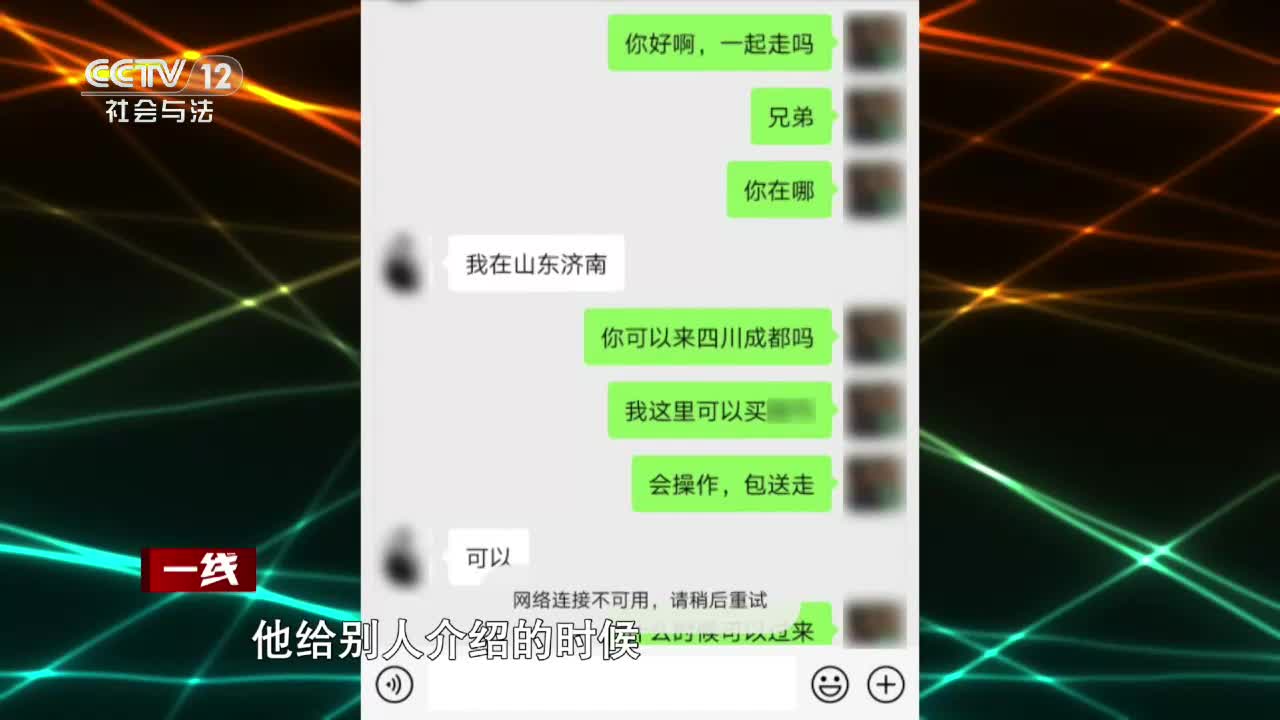 CCTV 12
社会与法
你好啊，一起走吗
兄弟
你在哪
我在山东济南
你可以来四川成都吗
我这里可以买
会操作，包送走
可以
网络连接不可用，请稍后重试
么时候可以过来
一线
他给别人介绍的时候